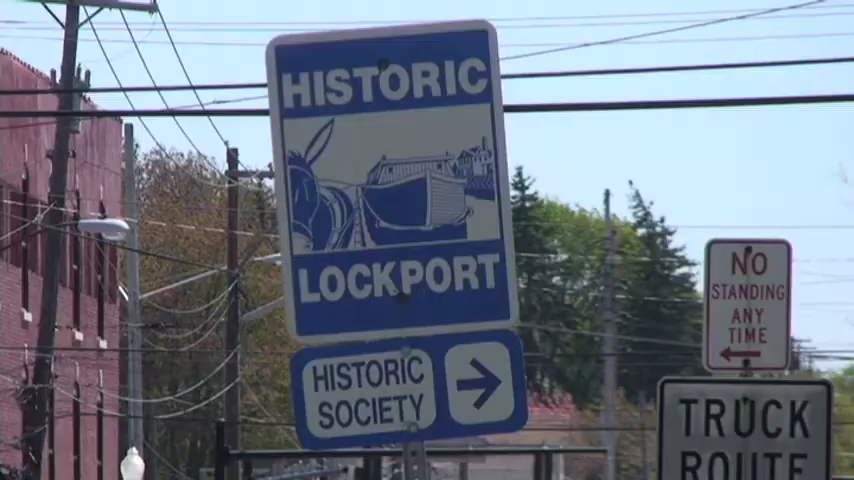 HISTORIC
LOCKPORT
HISTORIC
SOCIETY
NO
STANDING
ANY
TIME
TRUCK
ROUTE